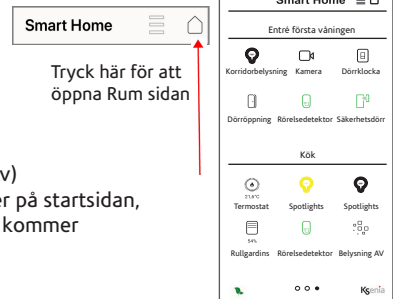 Smart Home
Tryck här för att
öppna Rum sidan
v)
er på startsidan,
kommer
Smart Home
Entré första våningen
Korridorbelysning Kamera Dörrklocka
Dörröppning Rörelsedetektor Säkerhetsdörr
Kök
21,6°C
Termostat Spotlights Spotlights
54%
Rullgardins Rörelsedetektor Belysning AV
Ksenia